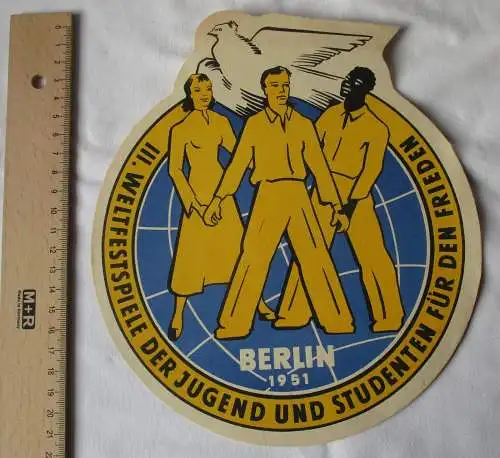 III. WELTFESTSPIELE DER JUGEND UND STUDENTEN FÜR DEN FRIEDEN
BERLIN
1951
M+R